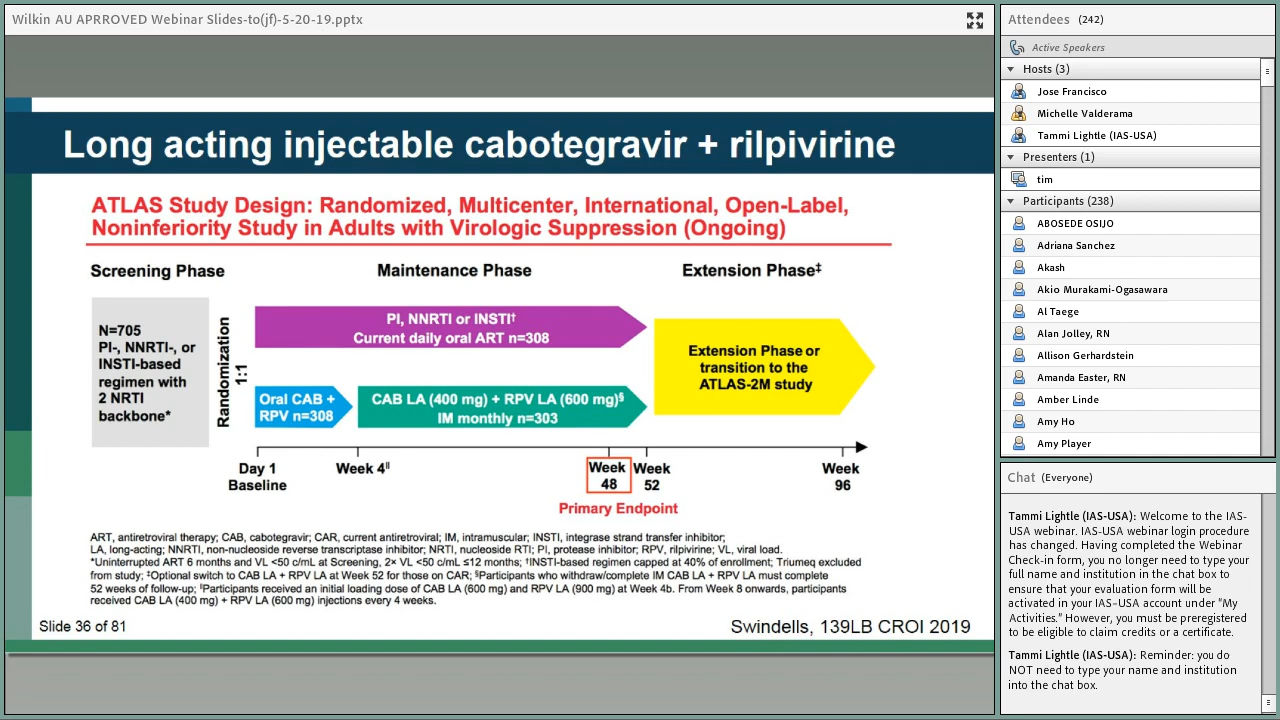 Wilkin AU APRROVED Webinar Slides-to(jf)-5-20-19.pptx
Long acting injectable cabotegravir + rilpivirine
ATLAS Study Design: Randomized, Multicenter, International, Open-Label,
Noninferiority Study in Adults with Virologic Suppression (Ongoing)
Screening Phase
Maintenance Phase
Extension Phase‡
N=705
PI-, NNRTI-, or
INSTI-based
regimen with
2 NRTI
backbone*
Randomization
1:1
PI, NNRTI or INSTI†
Current daily oral ART n=308
Oral CAB +
RPV n=308
CAB LA (400 mg) + RPV LA (600 mg)§
IM monthly n=303
Extension Phase or
transition to the
ATLAS-2M study
Day 1
Baseline
Week 4‖
Week
48
Week
52
Week
96
Primary Endpoint
ART, antiretroviral therapy; CAB, cabotegravir; CAR, current antiretroviral; IM, intramuscular; INSTI, integrase strand transfer inhibitor;
LA, long-acting; NNRTI, non-nucleoside reverse transcriptase inhibitor; NRTI, nucleoside RTI; PI, protease inhibitor; RPV, rilpivirine; VL, viral load.
*Uninterrupted ART 6 months and VL <50 c/mL at Screening, 2× VL <50 c/mL ≤12 months; †INSTI-based regimen capped at 40% of enrollment; Triumeq excluded
from study; ‡Optional switch to CAB LA + RPV LA at Week 52 for those on CAR; §Participants who withdraw/complete IM CAB LA + RPV LA must complete
52 weeks of follow-up; ‖Participants received an initial loading dose of CAB LA (600 mg) and RPV LA (900 mg) at Week 4b. From Week 8 onwards, participants
received CAB LA (400 mg) + RPV LA (600 mg) injections every 4 weeks.
Slide 36 of 81
Swindells, 139LB CROI 2019
Attendees (242)
Active Speakers
Hosts (3)
Jose Francisco
Michelle Valderama
Tammi Lightle (IAS-USA)
Presenters (1)
tim
Participants (238)
ABOSEDE OSIJO
Adriana Sanchez
Akash
Akio Murakami-Ogasawara
Al Taege
Alan Jolley, RN
Allison Gerhardstein
Amanda Easter, RN
Amber Linde
Amy Ho
Amy Player
Chat (Everyone)
Tammi Lightle (IAS-USA): Welcome to the IAS-
USA webinar. IAS-USA webinar login procedure
has changed. Having completed the Webinar
Check-in form, you no longer need to type your
full name and instituion in the chat box to
ensure that your evaluation form will be
activated in your IAS-USA account under "My
Activities." However, you must be preregistered
to be eligible to claim credits or a certificate.
Tammi Lightle (IAS-USA): Reminder: you do
NOT need to type your name and institution
into the chat box.